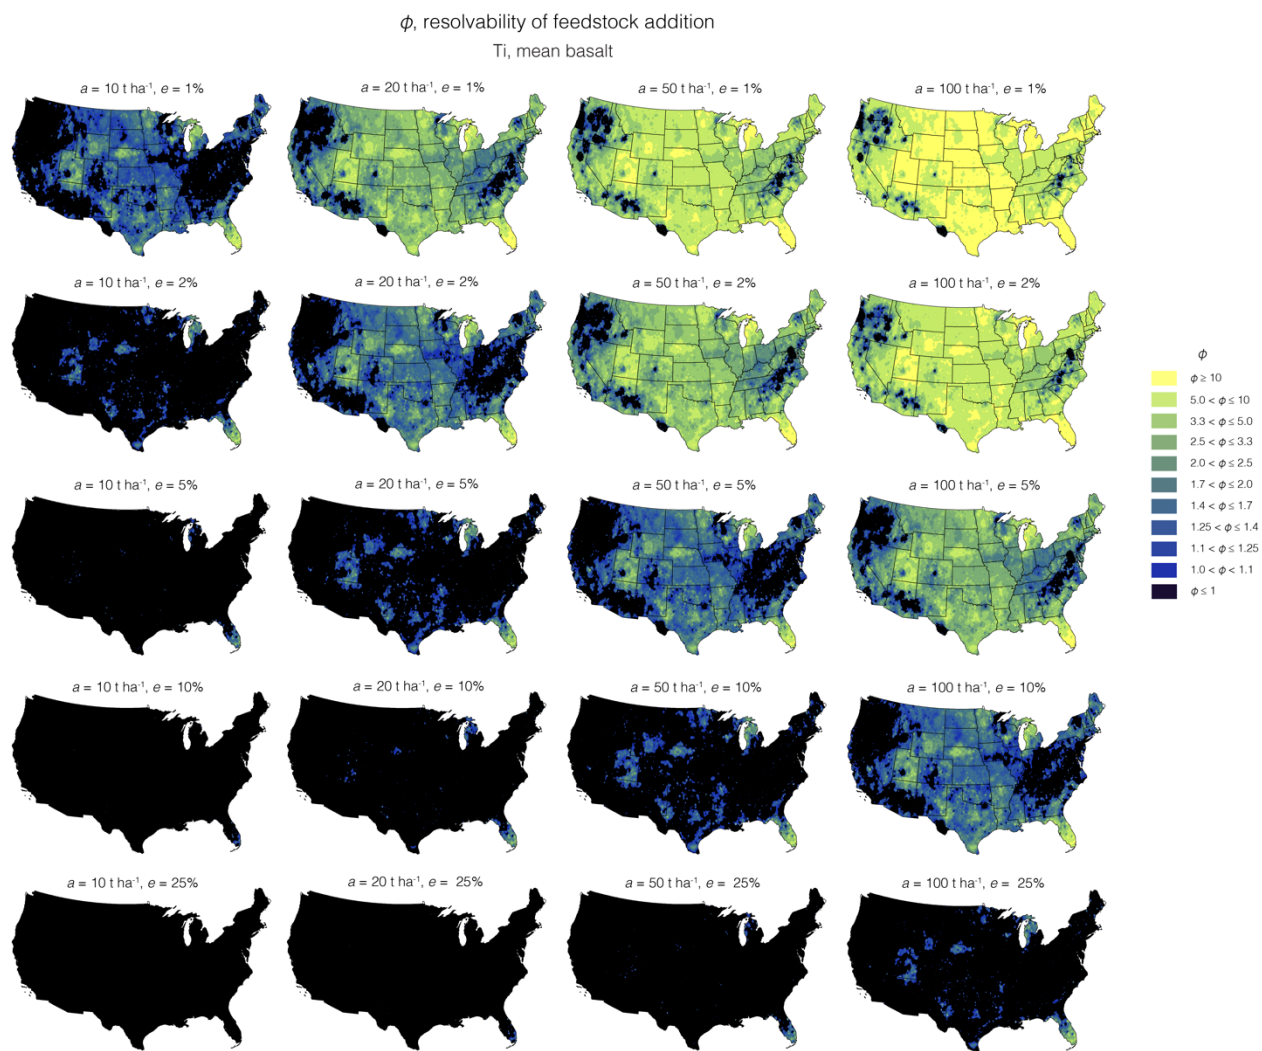 ϕ, resolvability of feedstock addition
Ti, mean basalt
a = 10 t ha⁻¹, e = 1%
a = 20 t ha⁻¹, e = 1%
a = 50 t ha⁻¹, e = 1%
a = 100 t ha⁻¹, e = 1%
a = 10 t ha⁻¹, e = 2%
a = 20 t ha⁻¹, e = 2%
a = 50 t ha⁻¹, e = 2%
a = 100 t ha⁻¹, e = 2%
a = 10 t ha⁻¹, e = 5%
a = 20 t ha⁻¹, e = 5%
a = 50 t ha⁻¹, e = 5%
a = 100 t ha⁻¹, e = 5%
a = 10 t ha⁻¹, e = 10%
a = 20 t ha⁻¹, e = 10%
a = 50 t ha⁻¹, e = 10%
a = 100 t ha⁻¹, e = 10%
a = 10 t ha⁻¹, e = 25%
a = 20 t ha⁻¹, e = 25%
a = 50 t ha⁻¹, e = 25%
a = 100 t ha⁻¹, e = 25%
ϕ
ϕ ≥ 10
5.0 < ϕ ≤ 10
3.3 < ϕ ≤ 5.0
2.5 < ϕ ≤ 3.3
2.0 < ϕ ≤ 2.5
1.7 < ϕ ≤ 2.0
1.4 < ϕ ≤ 1.7
1.25 < ϕ ≤ 1.4
1.1 < ϕ ≤ 1.25
1.0 < ϕ < 1.1
ϕ ≤ 1